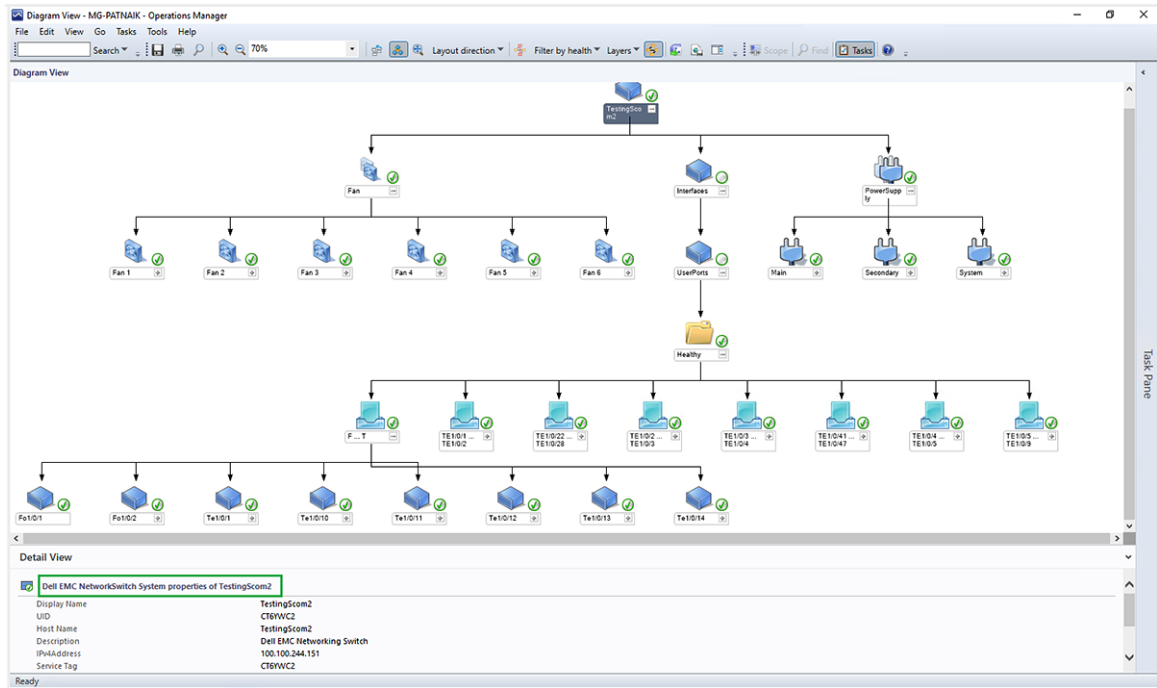 Diagram View - MG-PATNAIK - Operations Manager
File Edit View Go Tasks Tools Help
Search 70% Layout direction Filter by health Layers Scope Find Tasks
Diagram View
TestingSco
m2
Fan Interfaces PowerSupp
ly
Fan 1 Fan 2 Fan 3 Fan 4 Fan 5 Fan 6 UserPorts Main Secondary System
Healthy
F ... T TE1/0/1 ... TE1/0/22 ... TE1/0/2 ... TE1/0/3 ... TE1/0/41 ... TE1/0/4 ... TE1/0/5 ...
TE1/0/2 TE1/0/28 TE1/0/3 TE1/0/4 TE1/0/47 TE1/0/5 TE1/0/9
Fo1/0/1 Fo1/0/2 Te1/0/1 Te1/0/10 Te1/0/11 Te1/0/12 Te1/0/13 Te1/0/14
Task Pane
Detail View
Dell EMC NetworkSwitch System properties of TestingScom2
Display Name TestingScom2
UID CT6YWC2
Host Name TestingScom2
Description Dell EMC Networking Switch
IPv4Address 100.100.244.151
Service Tag CT6YWC2
Ready